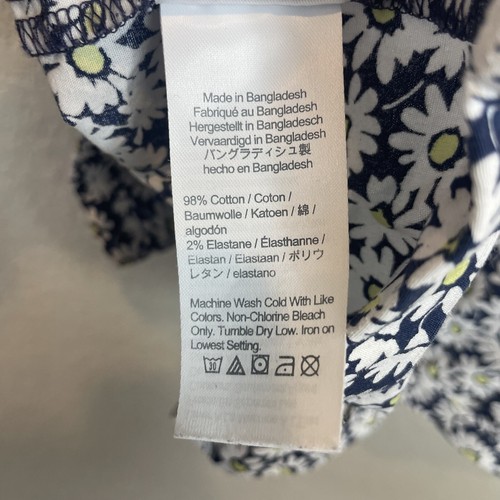 Made in Bangladesh
Fabriqué au Bangladesh
Hergestellt in Bangladesch
Vervaardigd in Bangladesh
バングラディシュ製
hecho en Bangladesh
98% Cotton / Coton /
Baumwolle / Katoen / 綿 /
algodón
2% Elastane / Élasthanne /
Elastan / Elastaan / ポリウ
レタン / elastano
Machine Wash Cold With Like
Colors. Non-Chlorine Bleach
Only. Tumble Dry Low. Iron on
Lowest Setting.
30